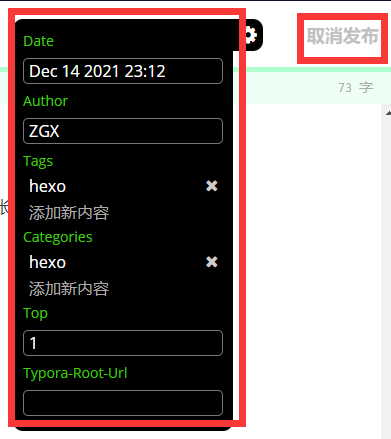 Date
取消发布
Dec 14 2021 23:12
73 字
Author
ZGX
Tags
hexo
添加新内容
长
Categories
hexo
添加新内容
Top
1
Typora-Root-Url